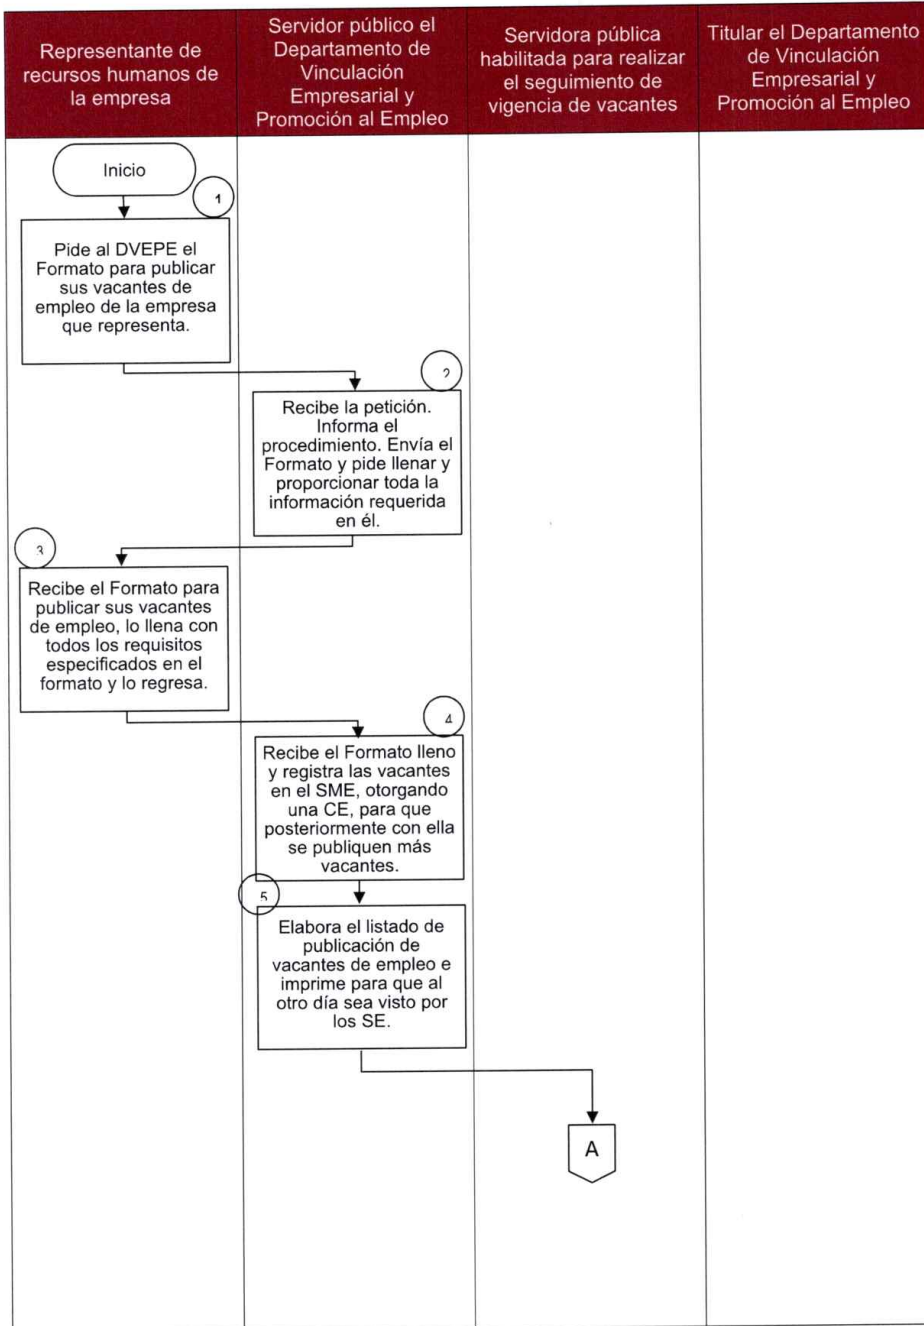 Representante de
recursos humanos de
la empresa
Servidor público el
Departamento de
Vinculación
Empresarial y
Promoción al Empleo
Servidora pública
habilitada para realizar
el seguimiento de
vigencia de vacantes
Titular el Departamento
de Vinculación
Empresarial y
Promoción al Empleo
Inicio
1
Pide al DVEPE el
Formato para publicar
sus vacantes de
empleo de la empresa
que representa.
2
Recibe la petición.
Informa el
procedimiento. Envía el
Formato y pide llenar y
proporcionar toda la
información requerida
en él.
3
Recibe el Formato para
publicar sus vacantes
de empleo, lo llena con
todos los requisitos
especificados en el
formato y lo regresa.
4
Recibe el Formato lleno
y registra las vacantes
en el SME, otorgando
una CE, para que
posteriormente con ella
se publiquen más
vacantes.
5
Elabora el listado de
publicación de
vacantes de empleo e
imprime para que al
otro día sea visto por
los SE.
A